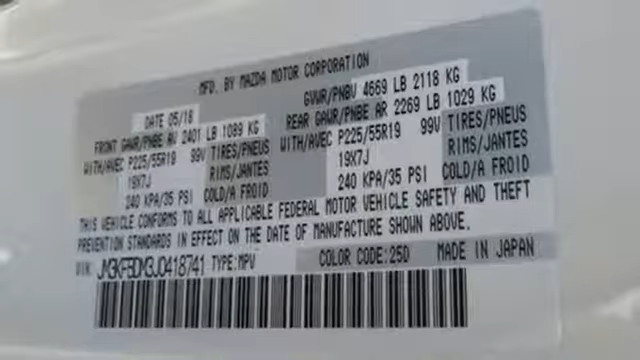 MFD. BY MAZDA MOTOR CORPORATION
DATE 05/18 GVWR/PNBV 4669 LB 2118 KG
FRONT GAWR/PNBE AV 2401 LB 1089 KG REAR GAWR/PNBE AR 2269 LB 1029 KG
WITH/AVEC P225/55R19 99V TIRES/PNEUS WITH/AVEC P225/55R19 99V TIRES/PNEUS
19X7J RIMS/JANTES 19X7J RIMS/JANTES
240 KPA/35 PSI COLD/A FROID 240 KPA/35 PSI COLD/A FROID
THIS VEHICLE CONFORMS TO ALL APPLICABLE FEDERAL MOTOR VEHICLE SAFETY AND THEFT
PREVENTION STANDARDS IN EFFECT ON THE DATE OF MANUFACTURE SHOWN ABOVE.
VIN: TYPE:MPV COLOR CODE:25D MADE IN JAPAN